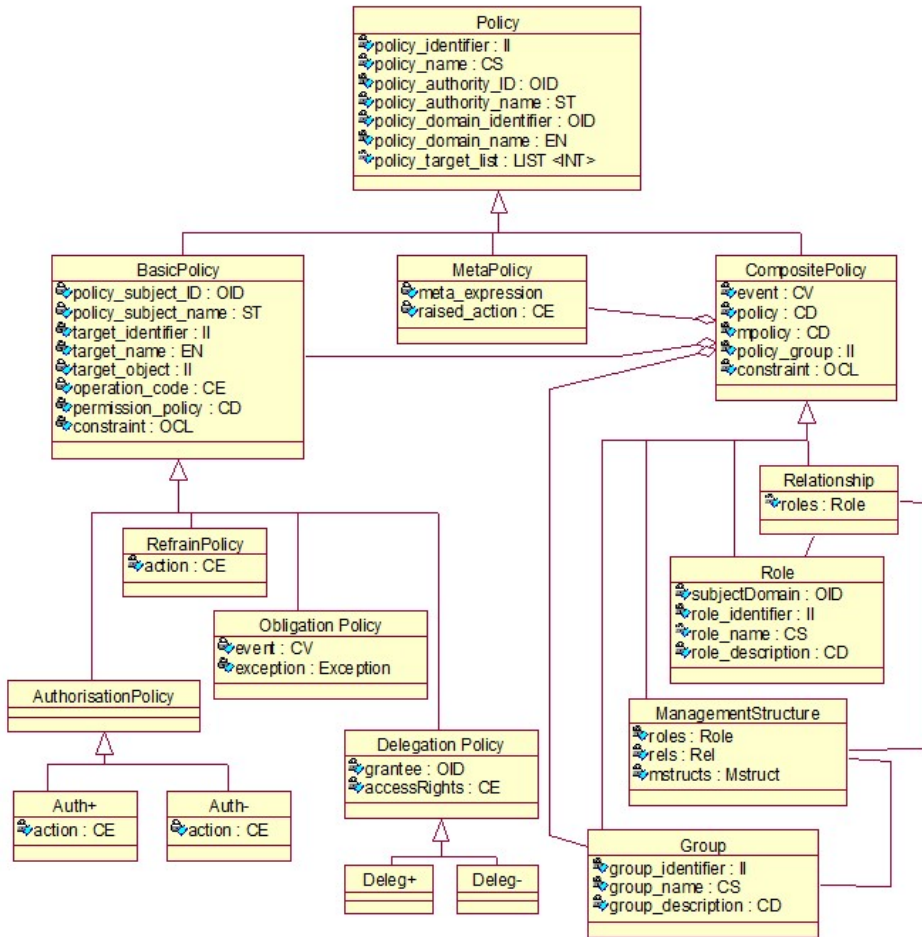 Policy
policy_identifier : II
policy_name : CS
policy_authority_ID : OID
policy_authority_name : ST
policy_domain_identifier : OID
policy_domain_name : EN
policy_target_list : LIST <INT>
BasicPolicy
policy_subject_ID : OID
policy_subject_name : ST
target_identifier : II
target_name : EN
target_object : II
operation_code : CE
permission_policy : CD
constraint : OCL
MetaPolicy
meta_expression
raised_action : CE
CompositePolicy
event : CV
policy : CD
mpolicy : CD
policy_group : II
constraint : OCL
Relationship
roles : Role
RefrainPolicy
action : CE
Role
subjectDomain : OID
role_identifier : II
role_name : CS
role_description : CD
Obligation Policy
event : CV
exception : Exception
AuthorisationPolicy
ManagementStructure
roles : Role
rels : Rel
mstructs : Mstruct
Delegation Policy
grantee : OID
accessRights : CE
Auth+
action : CE
Auth-
action : CE
Group
group_identifier : II
group_name : CS
group_description : CD
Deleg+
Deleg-